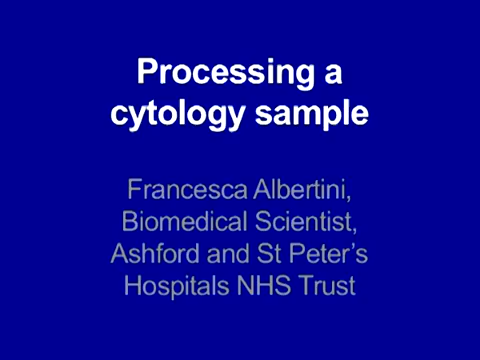 Processing a
cytology sample
Francesca Albertini,
Biomedical Scientist,
Ashford and St Peter's
Hospitals NHS Trust